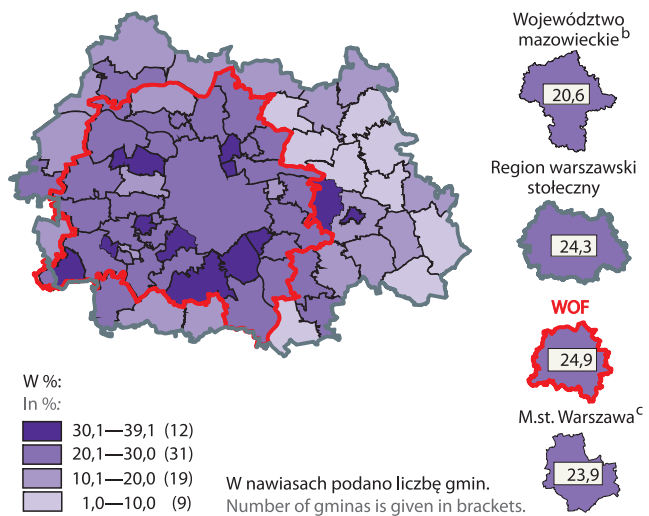 Województwo
mazowieckie b
20,6
Region warszawski
stołeczny
24,3
WOF
24,9
M.st. Warszawa c
23,9
W %:
In %:
30,1—39,1 (12)
20,1—30,0 (31)
10,1—20,0 (19)
1,0—10,0 (9)
W nawiasach podano liczbę gmin.
Number of gminas is given in brackets.